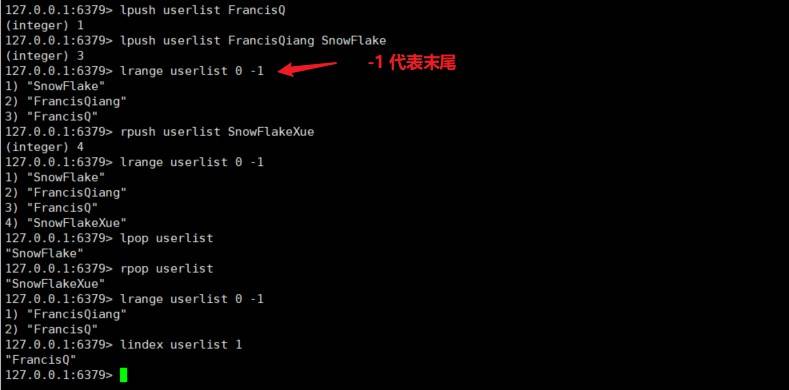 127.0.0.1:6379> lpush userlist FrancisQ
(integer) 1
127.0.0.1:6379> lpush userlist FrancisQiang SnowFlake
(integer) 3
127.0.0.1:6379> lrange userlist 0 -1 -1 代表末尾
1) "SnowFlake"
2) "FrancisQiang"
3) "FrancisQ"
127.0.0.1:6379> rpush userlist SnowFlakeXue
(integer) 4
127.0.0.1:6379> lrange userlist 0 -1
1) "SnowFlake"
2) "FrancisQiang"
3) "FrancisQ"
4) "SnowFlakeXue"
127.0.0.1:6379> lpop userlist
"SnowFlake"
127.0.0.1:6379> rpop userlist
"SnowFlakeXue"
127.0.0.1:6379> lrange userlist 0 -1
1) "FrancisQiang"
2) "FrancisQ"
127.0.0.1:6379> lindex userlist 1
"FrancisQ"
127.0.0.1:6379>